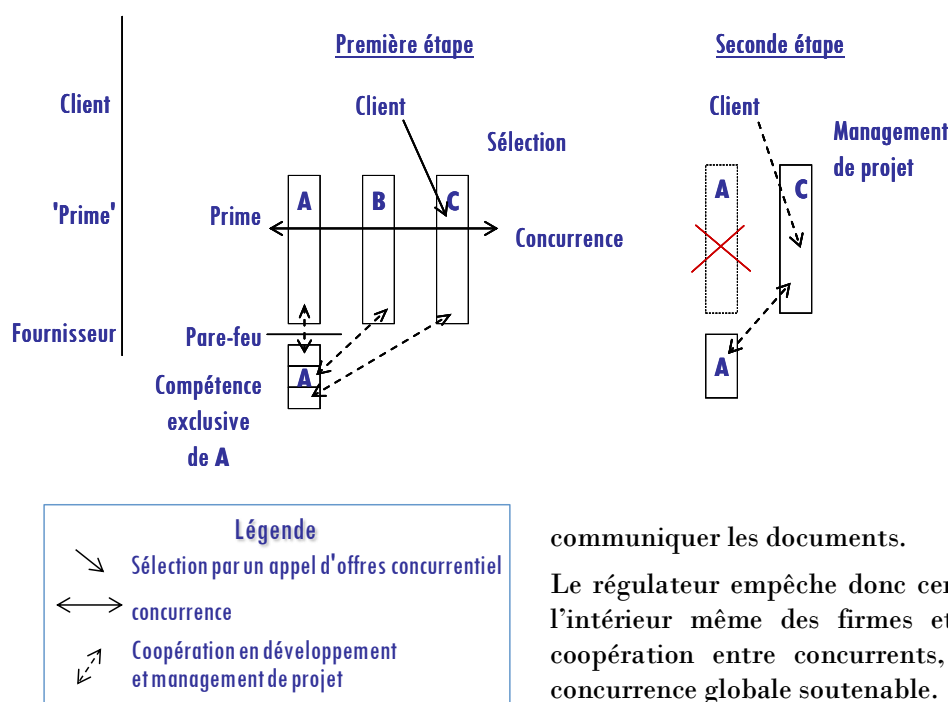 Première étape
Seconde étape
Client
Client
Client
Sélection
Management
de projet
'Prime'
Prime
A
B
C
Concurrence
A
C
Fournisseur
Pare-feu
A
Compétence
exclusive
de A
A
Légende
Sélection par un appel d'offres concurrentiel
concurrence
Coopération en développement
et management de projet
communiquer les documents.
Le régulateur empêche donc
l'intérieur même des firmes
coopération entre concurrents,
concurrence globale soutenable.